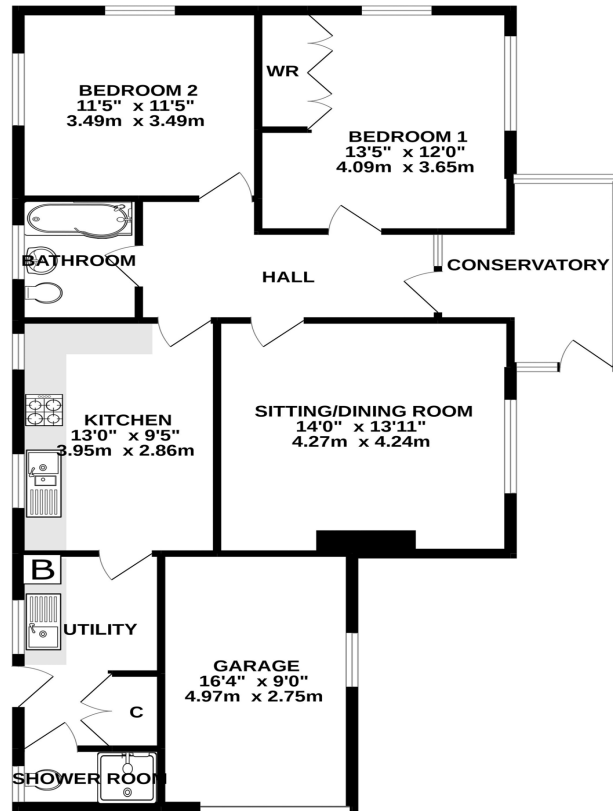 BEDROOM 2
11'5" x 11'5"
3.49m x 3.49m
WR
BEDROOM 1
13'5" x 12'0"
4.09m x 3.65m
BATHROOM
HALL
CONSERVATORY
KITCHEN
13'0" x 9'5"
3.95m x 2.86m
SITTING/DINING ROOM
14'0" x 13'11"
4.27m x 4.24m
B
UTILITY
GARAGE
16'4" x 9'0"
4.97m x 2.75m
C
SHOWER ROOM